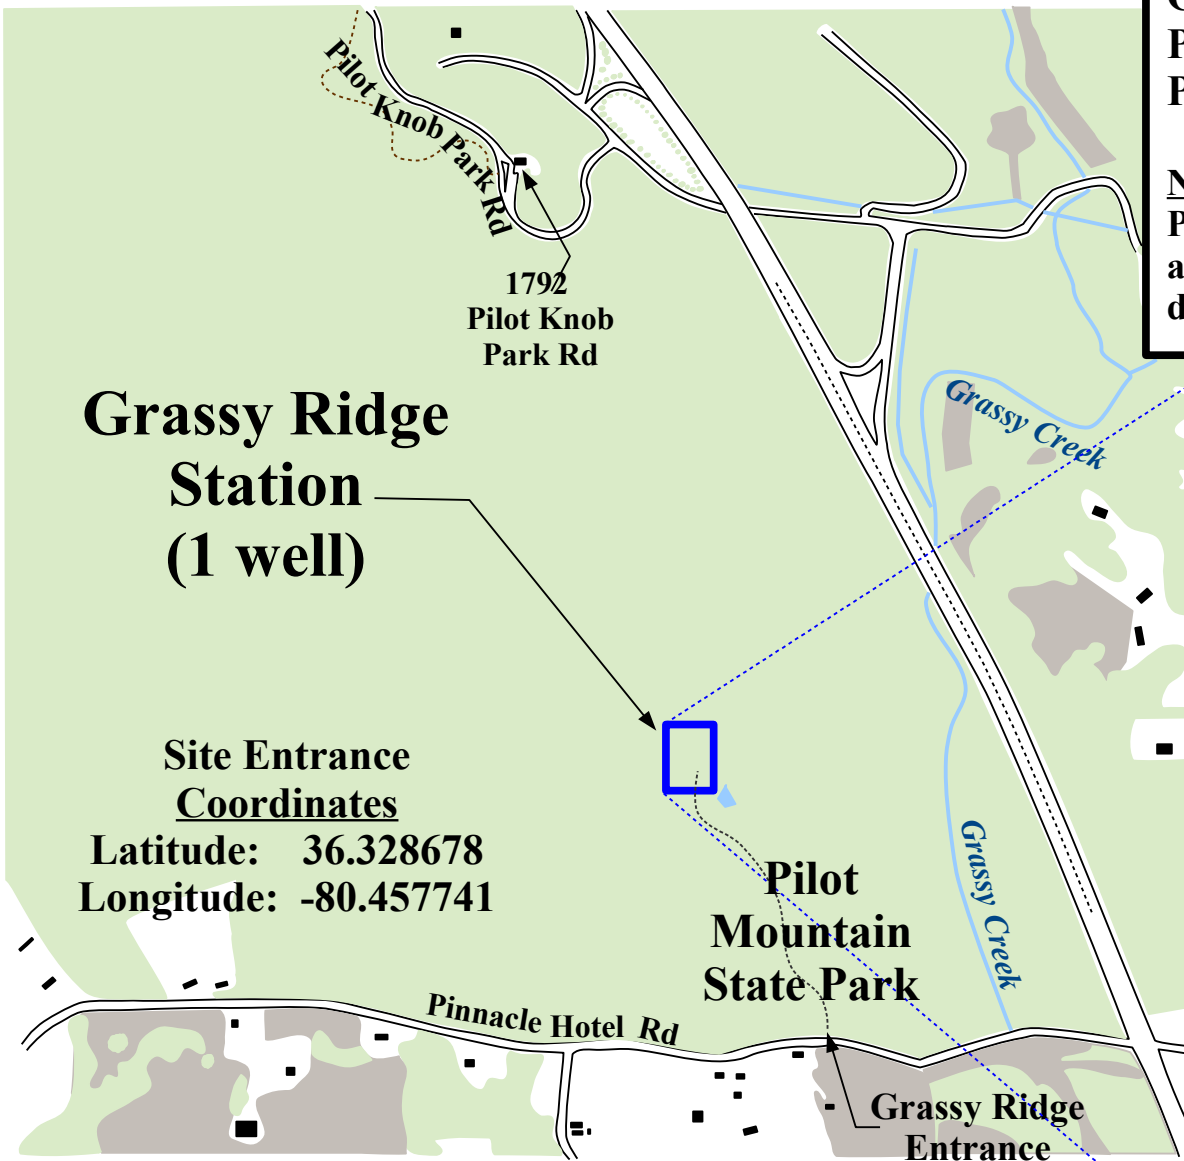 Pilot Knob Park Rd
1792
Pilot Knob
Park Rd
Grassy Ridge
Station
(1 well)
Grassy Creek
Site Entrance
Coordinates
Latitude: 36.328678
Longitude: -80.457741
Pilot
Mountain
State Park
Grassy Creek
Pinnacle Hotel Rd
Grassy Ridge
Entrance